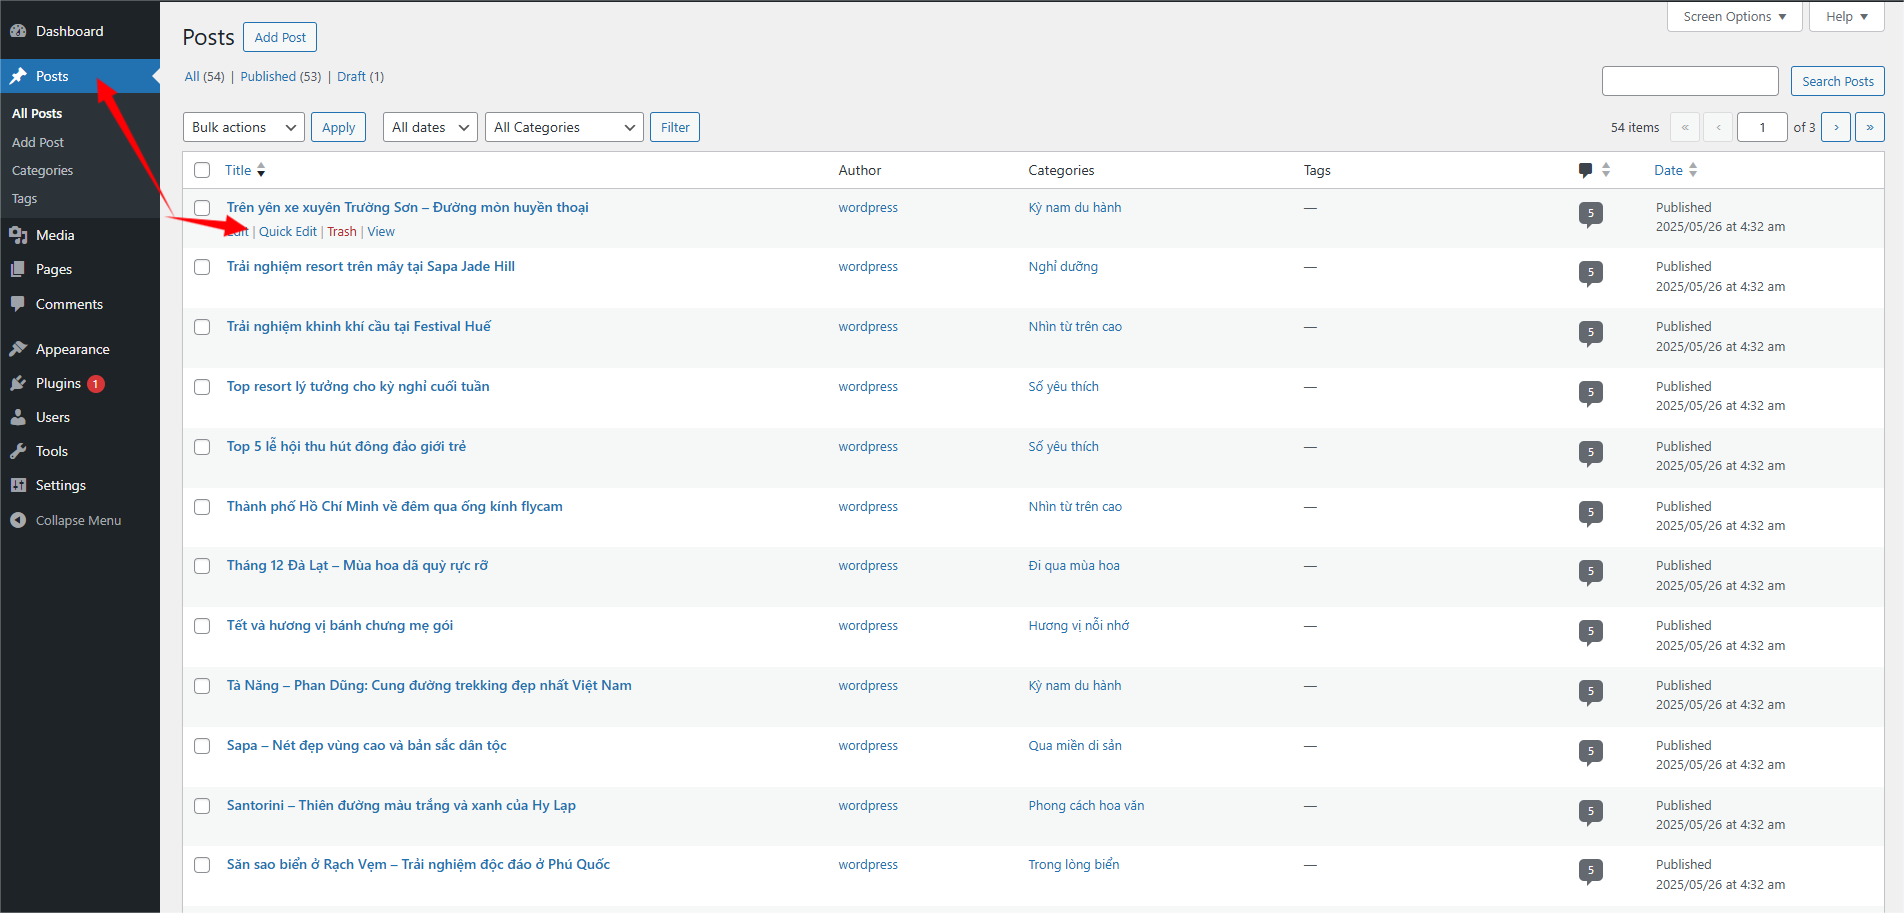 Dashboard
Posts
All Posts
Add Post
Categories
Tags
Media
Pages
Comments
Appearance
Plugins 1
Users
Tools
Settings
Collapse Menu
Screen Options
Help
Posts Add Post
All (54) | Published (53) | Draft (1)
Search Posts
Bulk actions Apply All dates All Categories Filter 54 items « ‹ 1 of 3 › »
Title Author Categories Tags Date
Trên yên xe xuyên Trường Sơn – Đường mòn huyền thoại wordpress Kỳ nam du hành — 5 Published
Edit | Quick Edit | Trash | View 2025/05/26 at 4:32 am
Trải nghiệm resort trên mây tại Sapa Jade Hill wordpress Nghỉ dưỡng — 5 Published
2025/05/26 at 4:32 am
Trải nghiệm khinh khí cầu tại Festival Huế wordpress Nhìn từ trên cao — 5 Published
2025/05/26 at 4:32 am
Top resort lý tưởng cho kỳ nghỉ cuối tuần wordpress Số yêu thích — 5 Published
2025/05/26 at 4:32 am
Top 5 lễ hội thu hút đông đảo giới trẻ wordpress Số yêu thích — 5 Published
2025/05/26 at 4:32 am
Thành phố Hồ Chí Minh về đêm qua ống kính flycam wordpress Nhìn từ trên cao — 5 Published
2025/05/26 at 4:32 am
Tháng 12 Đà Lạt – Mùa hoa dã quỳ rực rỡ wordpress Đi qua mùa hoa — 5 Published
2025/05/26 at 4:32 am
Tết và hương vị bánh chưng mẹ gói wordpress Hương vị nỗi nhớ — 5 Published
2025/05/26 at 4:32 am
Tà Năng – Phan Dũng: Cung đường trekking đẹp nhất Việt Nam wordpress Kỳ nam du hành — 5 Published
2025/05/26 at 4:32 am
Sapa – Nét đẹp vùng cao và bản sắc dân tộc wordpress Qua miền di sản — 5 Published
2025/05/26 at 4:32 am
Santorini – Thiên đường màu trắng và xanh của Hy Lạp wordpress Phong cách hoa văn — 5 Published
2025/05/26 at 4:32 am
Săn sao biển ở Rạch Vẹm – Trải nghiệm độc đáo ở Phú Quốc wordpress Trong lòng biển — 5 Published
2025/05/26 at 4:32 am